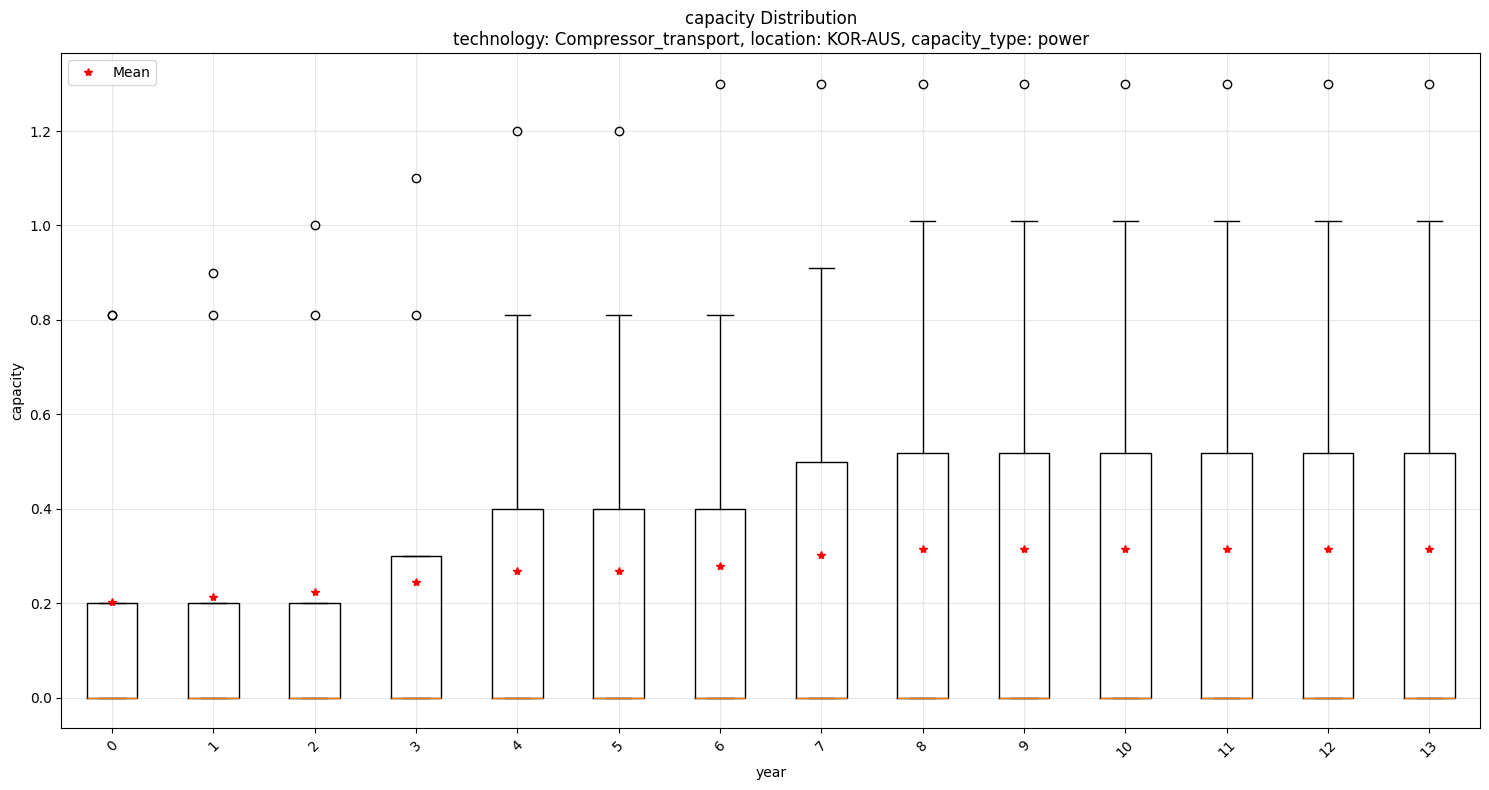 capacity Distribution
technology: Compressor_transport, location: KOR-AUS, capacity_type: power
Mean
capacity
1.2
1.0
0.8
0.6
0.4
0.2
0.0
0 1 2 3 4 5 6 7 8 9 10 11 12 13
year